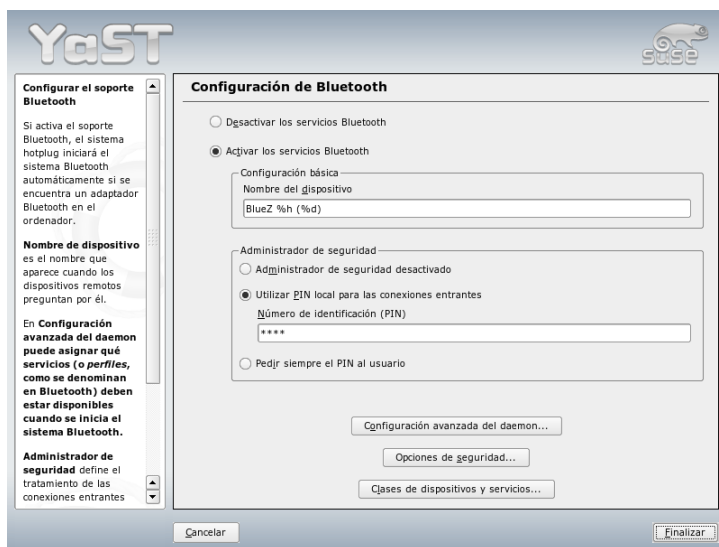 YaST
SUSE
Configurar el soporte
Bluetooth
Si activa el soporte
Bluetooth, el sistema
hotplug iniciará el
sistema Bluetooth
automáticamente si se
encuentra un adaptador
Bluetooth en el
ordenador.
Nombre de dispositivo
es el nombre que
aparece cuando los
dispositivos remotos
preguntan por él.
En Configuración
avanzada del daemon
puede asignar qué
servicios (o perfiles,
como se denominan
en Bluetooth) deben
estar disponibles
cuando se inicia el
sistema Bluetooth.
Administrador de
seguridad define el
tratamiento de las
conexiones entrantes
Configuración de Bluetooth
Desactivar los servicios Bluetooth
Activar los servicios Bluetooth
Configuración básica
Nombre del dispositivo
BlueZ %h (%d)
Administrador de seguridad
Administrador de seguridad desactivado
Utilizar PIN local para las conexiones entrantes
Número de identificación (PIN)
****
Pedir siempre el PIN al usuario
Configuración avanzada del daemon...
Opciones de seguridad...
Clases de dispositivos y servicios...
Cancelar
Finalizar